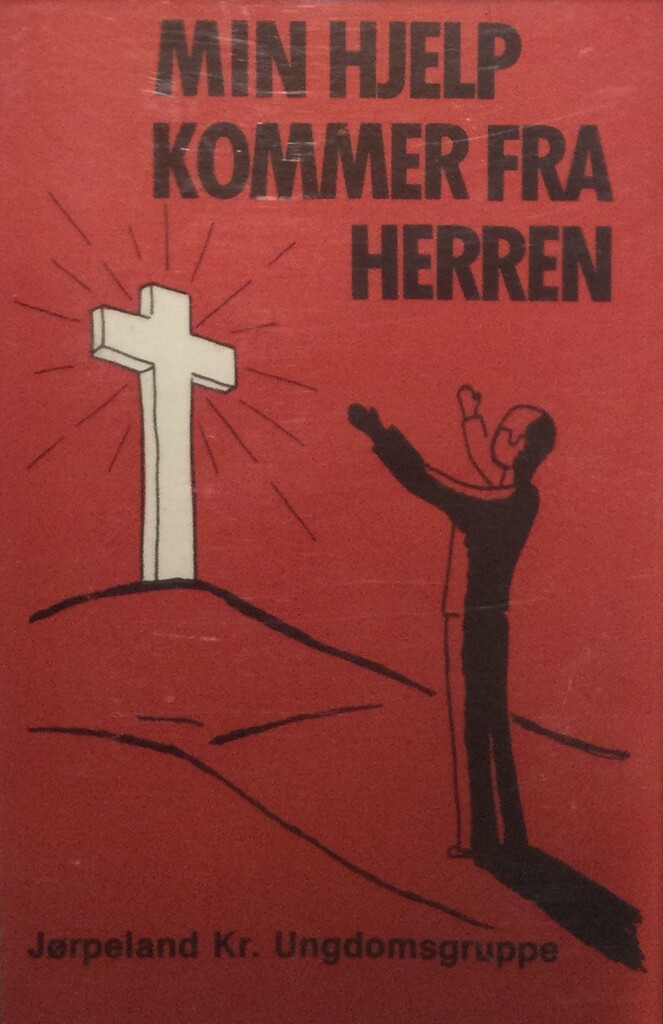 MIN HJELP
KOMMER FRA
HERREN
Jørpeland Kr. Ungdomsgruppe